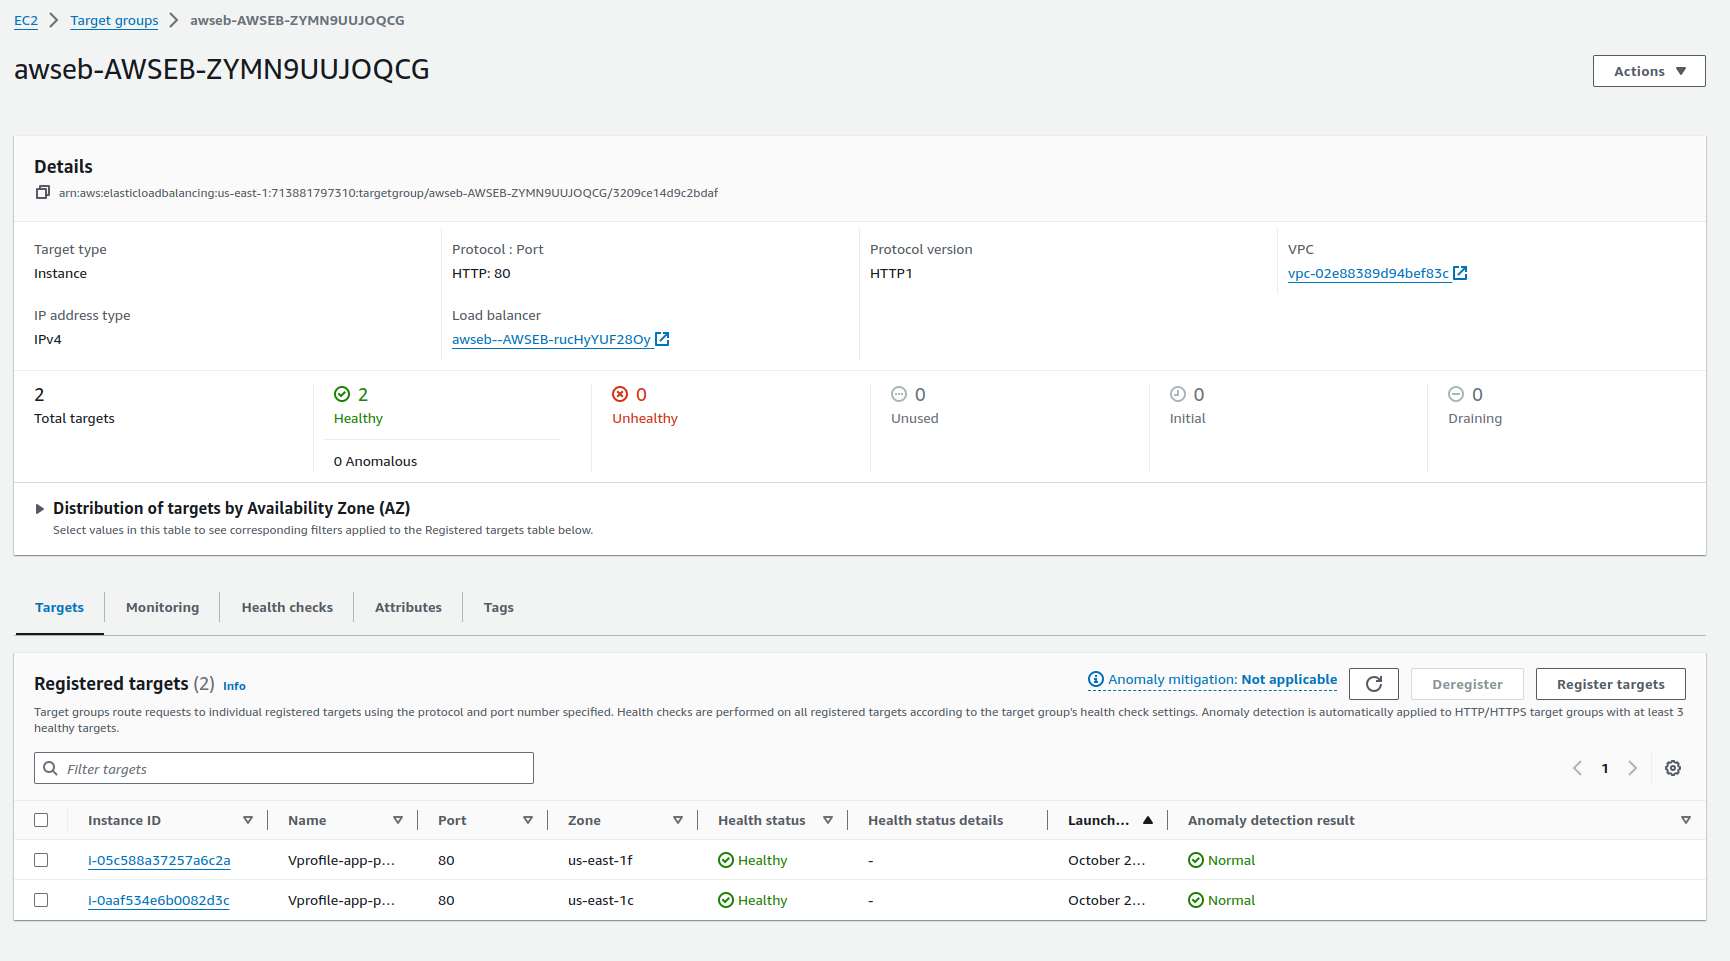 EC2 > Target groups > awseb-AWSEB-ZYMN9UUJOQCG
awseb-AWSEB-ZYMN9UUJOQCG
Actions
Details
arn:aws:elasticloadbalancing:us-east-1:713881797310:targetgroup/awseb-AWSEB-ZYMN9UUJOQCG/3209ce14d9c2bdaf
Target type
Instance
Protocol : Port
HTTP: 80
Protocol version
HTTP1
VPC
vpc-02e88389d94bef83c
IP address type
IPv4
Load balancer
awseb--AWSEB-rucHyYUF28Oy
2
Total targets
2
Healthy
0 Anomalous
0
Unhealthy
0
Unused
0
Initial
0
Draining
Distribution of targets by Availability Zone (AZ)
Select values in this table to see corresponding filters applied to the Registered targets table below.
Targets Monitoring Health checks Attributes Tags
Registered targets (2) Info
Anomaly mitigation: Not applicable
Deregister
Register targets
Target groups route requests to individual registered targets using the protocol and port number specified. Health checks are performed on all registered targets according to the target group's health check settings. Anomaly detection is automatically applied to HTTP/HTTPS target groups with at least 3
healthy targets.
Filter targets
1
Instance ID Name Port Zone Health status Health status details Launch... Anomaly detection result
i-05c588a37257a6c2a Vprofile-app-p... 80 us-east-1f Healthy - October 2... Normal
i-0aaf534e6b0082d3c Vprofile-app-p... 80 us-east-1c Healthy - October 2... Normal